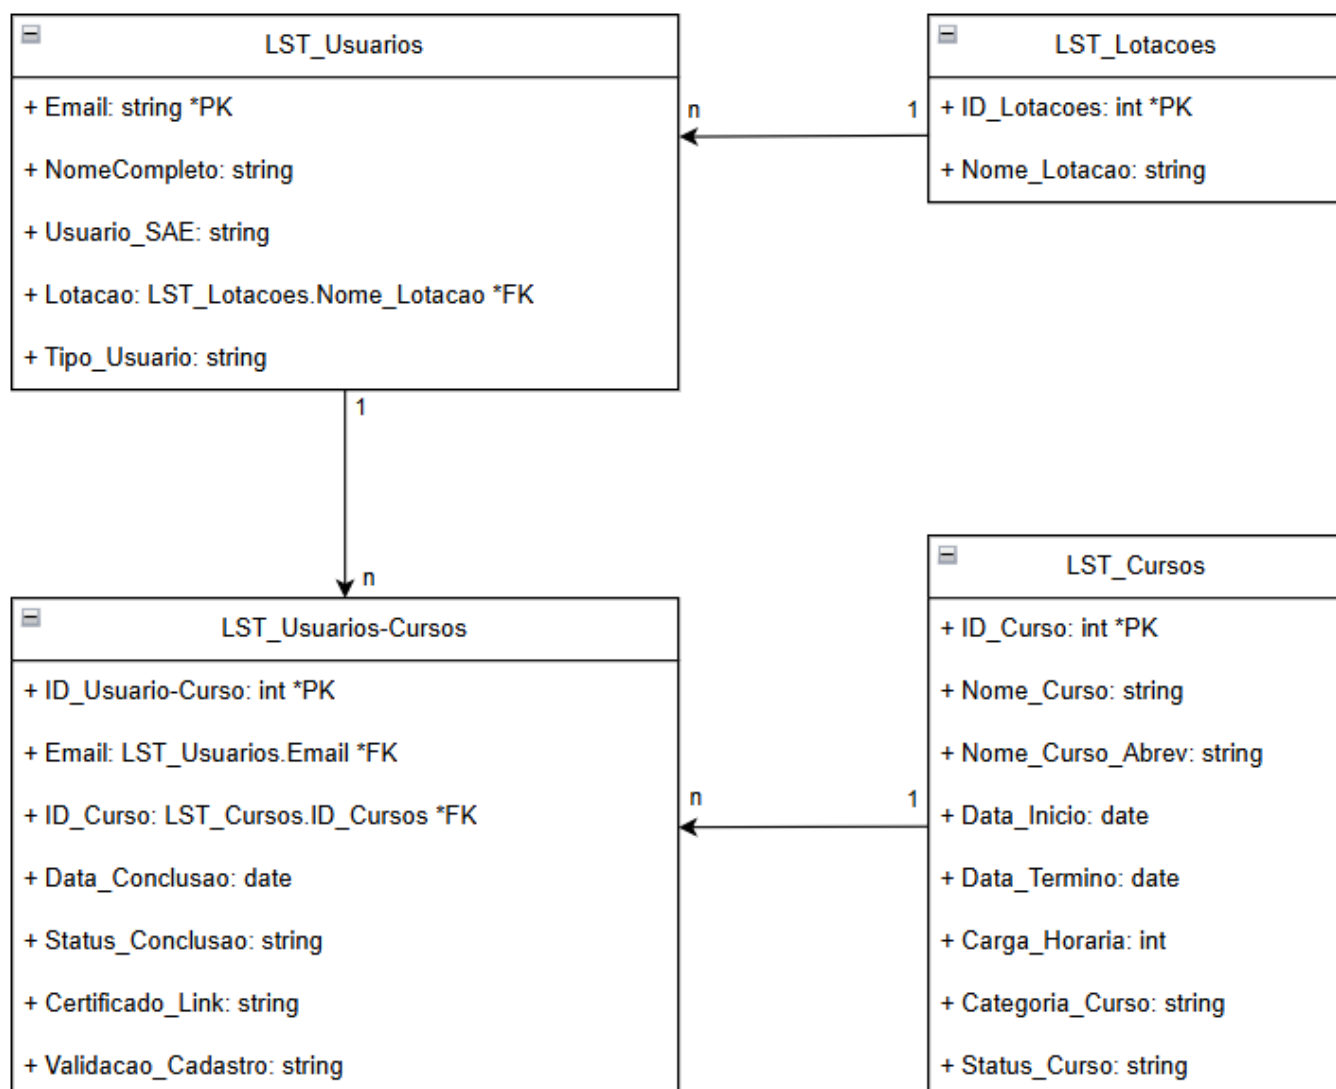 LST_Usuarios
+ Email: string *PK
+ NomeCompleto: string
+ Usuario_SAE: string
+ Lotacao: LST_Lotacoes.Nome_Lotacao *FK
+ Tipo_Usuario: string
n
1
LST_Lotacoes
+ ID_Lotacoes: int *PK
+ Nome_Lotacao: string
1
n
LST_Usuarios-Cursos
+ ID_Usuario-Curso: int *PK
+ Email: LST_Usuarios.Email *FK
+ ID_Curso: LST_Cursos.ID_Cursos *FK
+ Data_Conclusao: date
+ Status_Conclusao: string
+ Certificado_Link: string
+ Validacao_Cadastro: string
n
1
LST_Cursos
+ ID_Curso: int *PK
+ Nome_Curso: string
+ Nome_Curso_Abrev: string
+ Data_Inicio: date
+ Data_Termino: date
+ Carga_Horaria: int
+ Categoria_Curso: string
+ Status_Curso: string